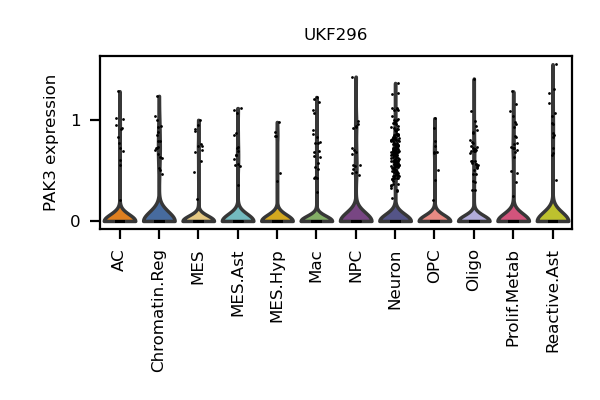 UKF296
PAK3 expression
1
0
AC
Chromatin.Reg
MES
MES.Ast
MES.Hyp
Mac
NPC
Neuron
OPC
Oligo
Prolif.Metab
Reactive.Ast